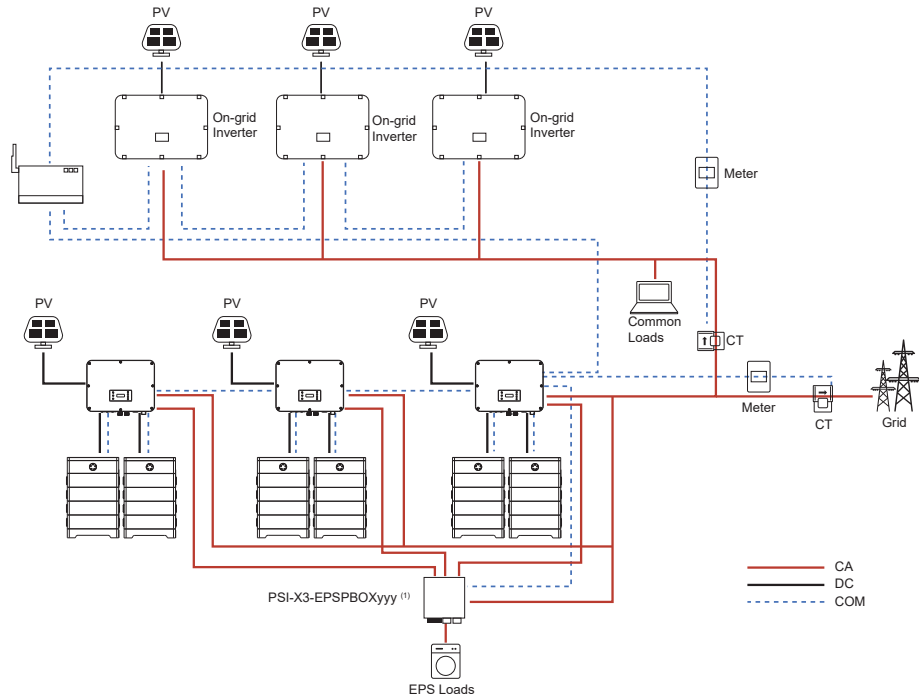 PV
PV
PV
On-grid
Inverter
On-grid
Inverter
On-grid
Inverter
Meter
Common
Loads
CT
PV
PV
PV
Meter
CT
Grid
PSI-X3-EPSPBOXyyy (1)
EPS Loads
CA
DC
COM